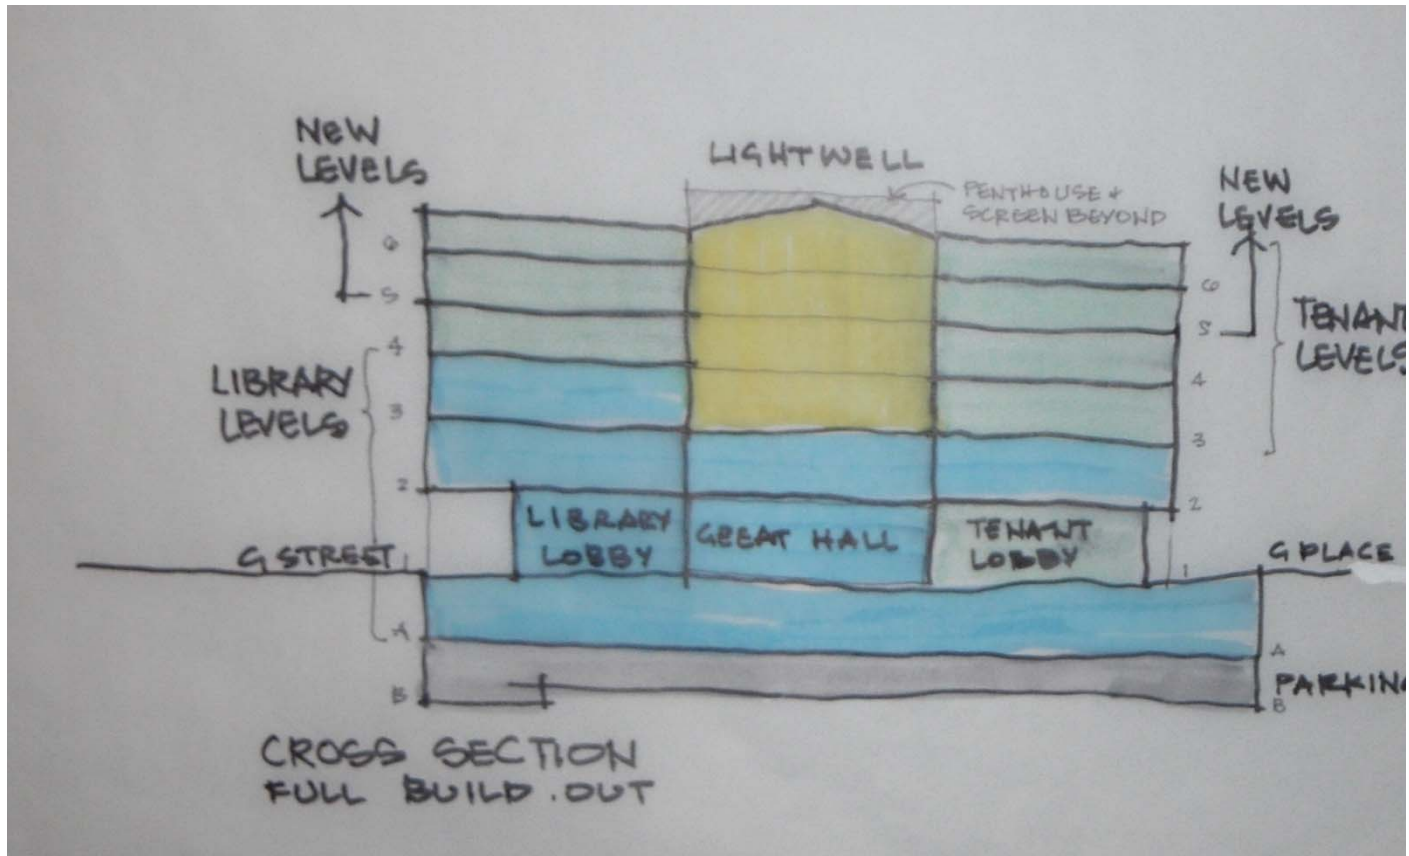 NEW
LEVELS
LIGHTWELL
PENTHOUSE +
SCREEN BEYOND
NEW
LEVELS
6
5
4
3
2
1
A
B
LIBRARY
LEVELS
6
5
4
3
2
1
A
B
TENANT
LEVELS
LIBRARY
LOBBY
GREAT HALL
TENANT
LOBBY
G STREET
G PLACE
PARKING
CROSS SECTION
FULL BUILD.OUT